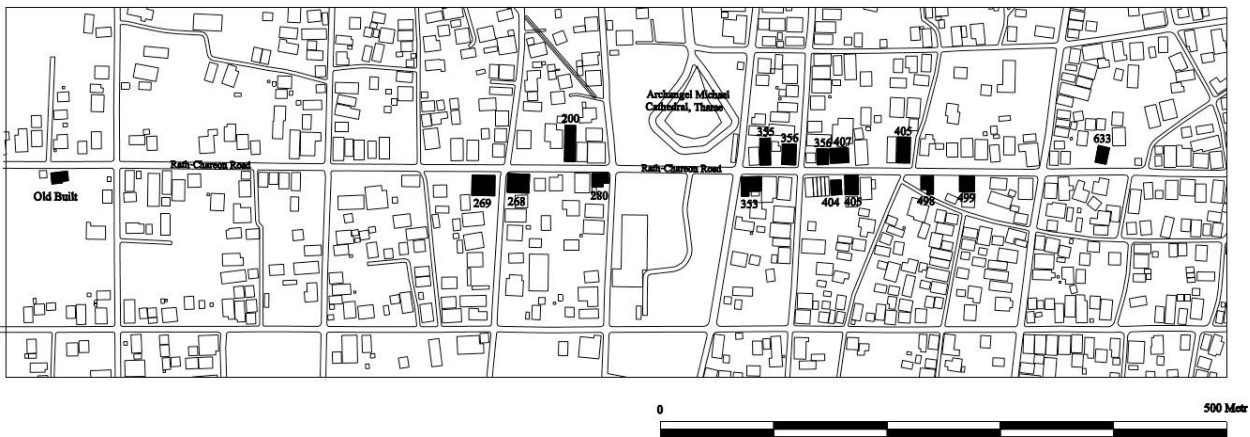 Archangel Michael
Cathedral, Tharae
200
355
356
356
407
405
633
Rath-Chareon Road
Rath-Chareon Road
Old Built
269
268
280
353
404
405
498
499
0
500 Metr